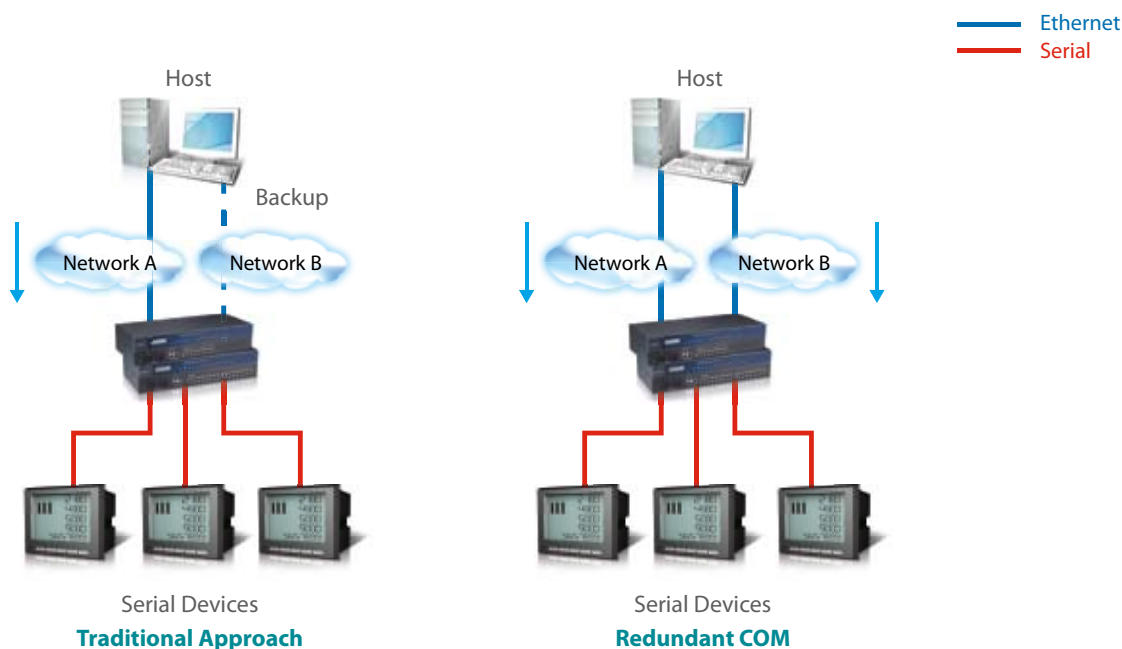 Ethernet
Serial
Host
Backup
Network A
Network B
Serial Devices
Traditional Approach
Host
Network A
Network B
Serial Devices
Redundant COM